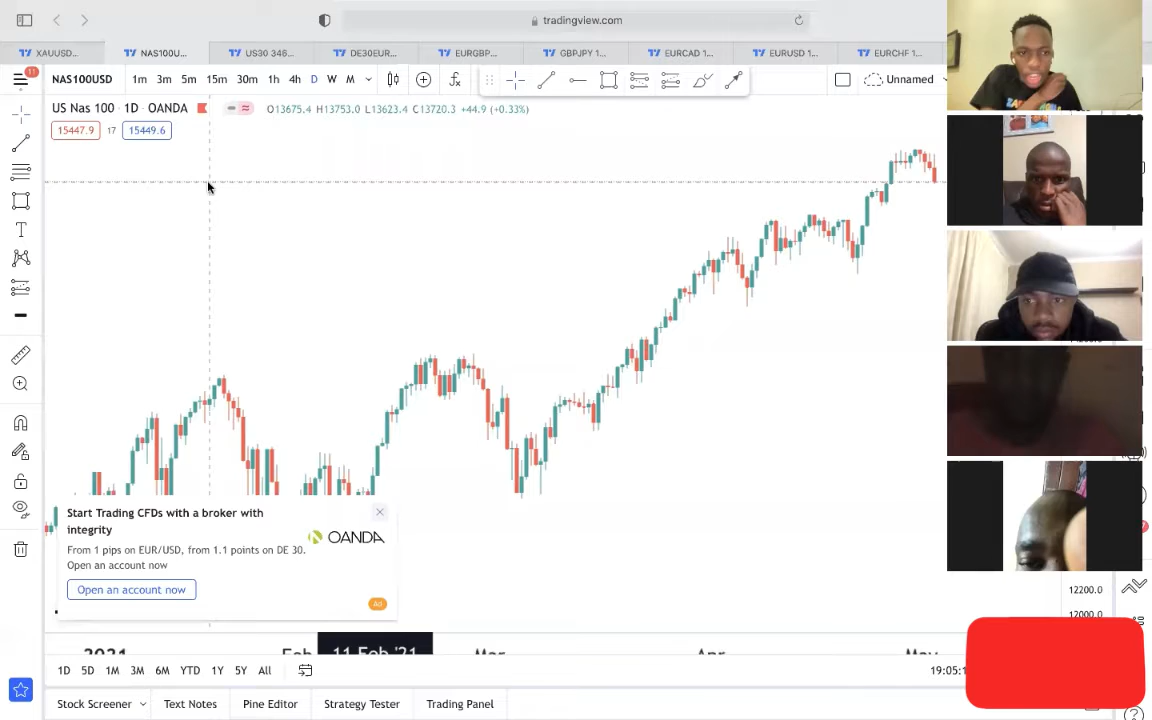 tradingview.com
XAUUSD...
NAS100U...
US30 346...
DE30EUR...
EURGBP...
GBPJPY 1...
EURCAD 1...
EURUSD 1...
EURCHF 1...
11
NAS100USD
1m 3m 5m 15m 30m 1h 4h D W M
Unnamed
US Nas 100 · 1D · OANDA
O13675.4 H13753.0 L13623.4 C13720.3 +44.9 (+0.33%)
15447.9 17 15449.6
Start Trading CFDs with a broker with
integrity
From 1 pips on EUR/USD, from 1.1 points on DE 30.
Open an account now
OANDA
Open an account now
Ad
12200.0
12000.0
2021 Feb 11 Feb '21 Mar Apr May
1D 5D 1M 3M 6M YTD 1Y 5Y All
19:05:1
Stock Screener Text Notes Pine Editor Strategy Tester Trading Panel